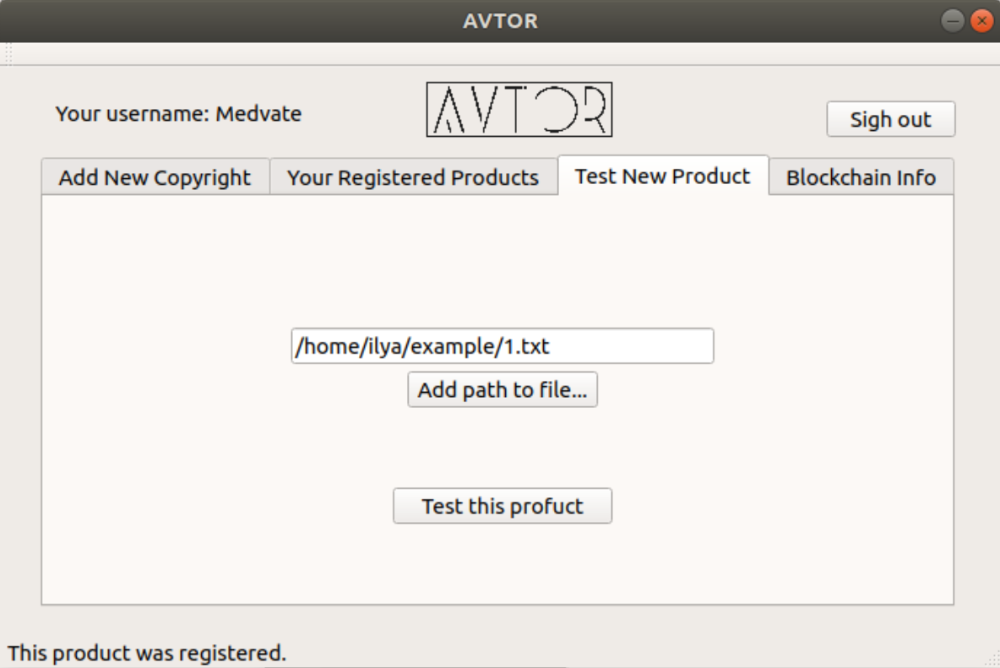 AVTOR
Your username: Medvate
AVTOR
Sigh out
Add New Copyright
Your Registered Products
Test New Product
Blockchain Info
/home/ilya/example/1.txt
Add path to file...
Test this profuct
This product was registered.